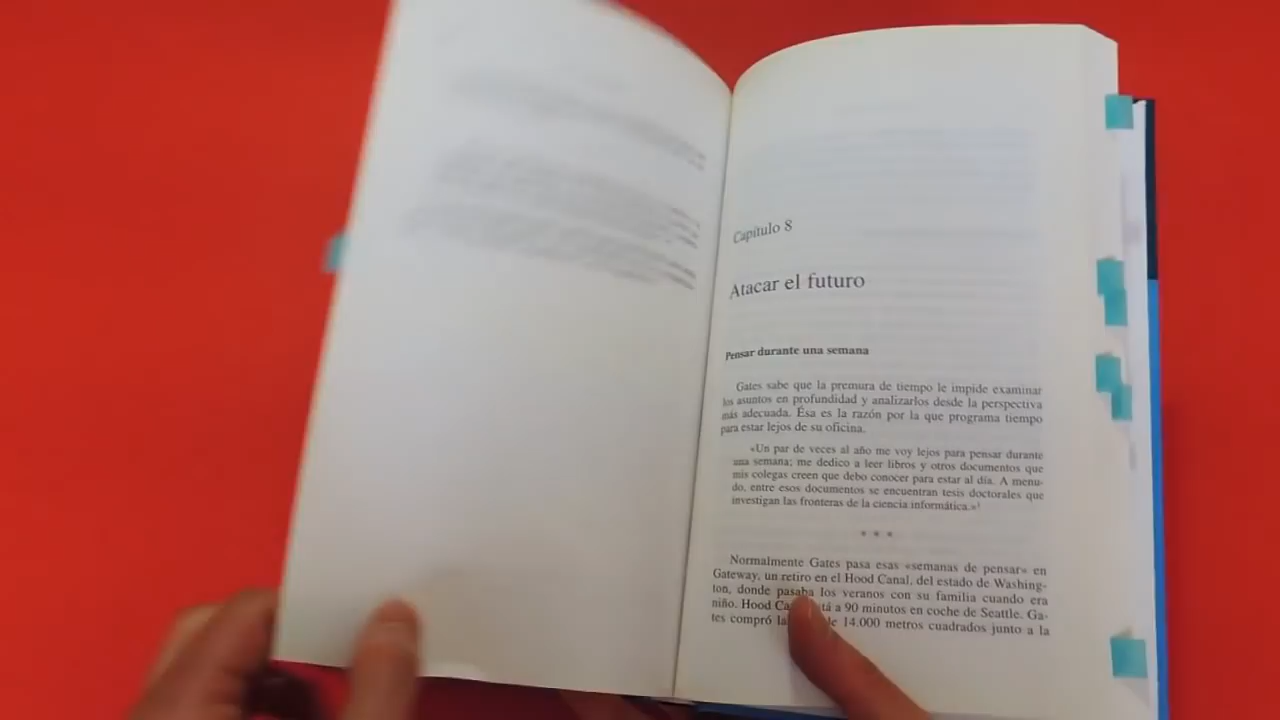 Capítulo 8
Atacar el futuro
Pensar durante una semana
Gates sabe que la premura de tiempo le impide examinar
los asuntos en profundidad y analizarlos desde la perspectiva
más adecuada. Ésa es la razón por la que programa tiempo
para estar lejos de su oficina.
«Un par de veces al año me voy lejos para pensar durante
una semana; me dedico a leer libros y otros documentos que
mis colegas creen que debo conocer para estar al día. A menu-
do, entre esos documentos se encuentran tesis doctorales que
investigan las fronteras de la ciencia informática.»¹
* * *
Normalmente Gates pasa esas «semanas de pensar» en
Gateway, un retiro en el Hood Canal, del estado de Washing-
ton, donde pasaba los veranos con su familia cuando era
niño. Hood Ca tá a 90 minutos en coche de Seattle. Ga-
tes compró la de 14.000 metros cuadrados junto a la